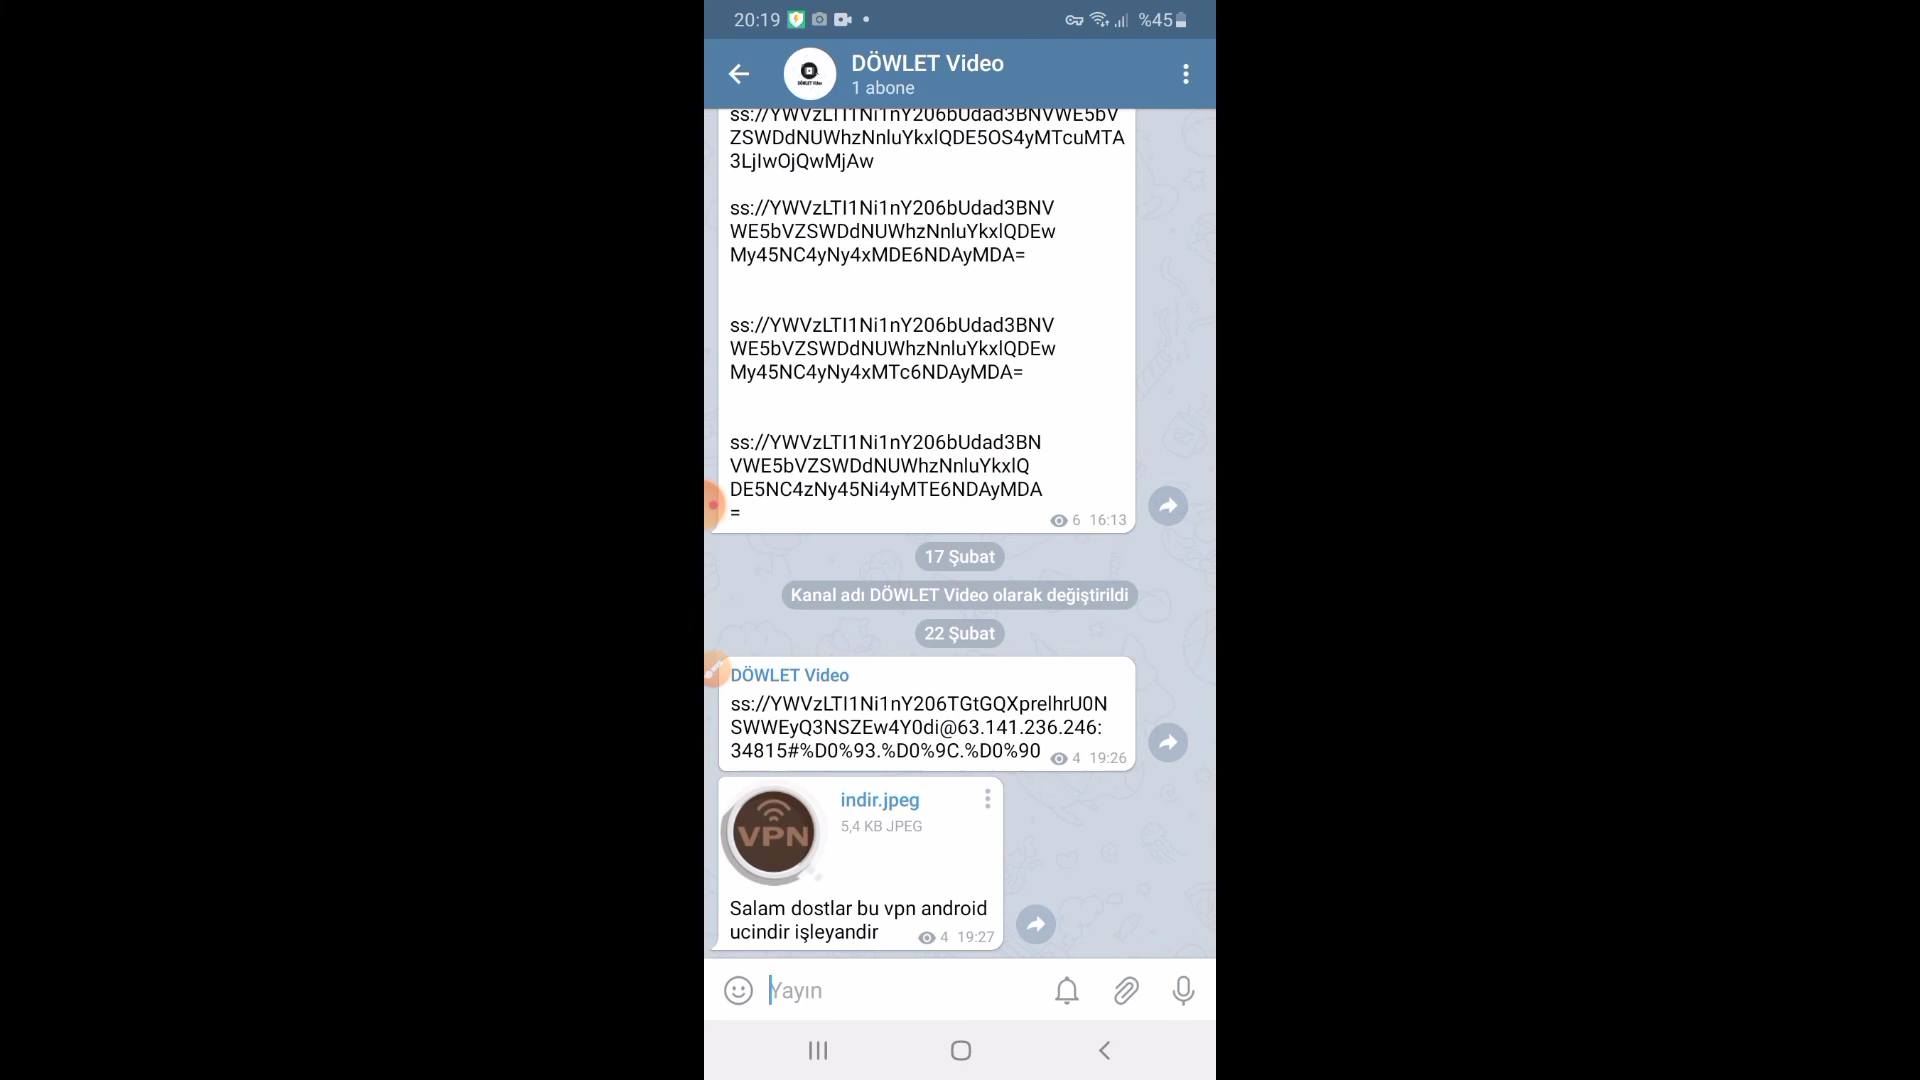 20:19
%45
DÖWLET Video
1 abone
ss://YWVzLTI1Ni1nY206bUdad3BNVWE5bV
ZSWDdNUWhzNnluYkxlQDE5OS4yMTcuMTA
3LjIwOjQwMjAw
ss://YWVzLTI1Ni1nY206bUdad3BNV
WE5bVZSWDdNUWhzNnluYkxlQDEw
My45NC4yNy4xMDE6NDAyMDA=
ss://YWVzLTI1Ni1nY206bUdad3BNV
WE5bVZSWDdNUWhzNnluYkxlQDEw
My45NC4yNy4xMTc6NDAyMDA=
ss://YWVzLTI1Ni1nY206bUdad3BN
VWE5bVZSWDdNUWhzNnluYkxlQ
DE5NC4zNy45Ni4yMTE6NDAyMDA
=
6 16:13
17 Şubat
Kanal adı DÖWLET Video olarak değiştirildi
22 Şubat
DÖWLET Video
ss://YWVzLTI1Ni1nY206TGtGQXprelhrU0N
SWWEyQ3NSZEw4Y0di@63.141.236.246:
34815#%D0%93.%D0%9C.%D0%90
4 19:26
VPN
indir.jpeg
5,4 KB JPEG
Salam dostlar bu vpn android
ucindir işleyandir
4 19:27
Yayın